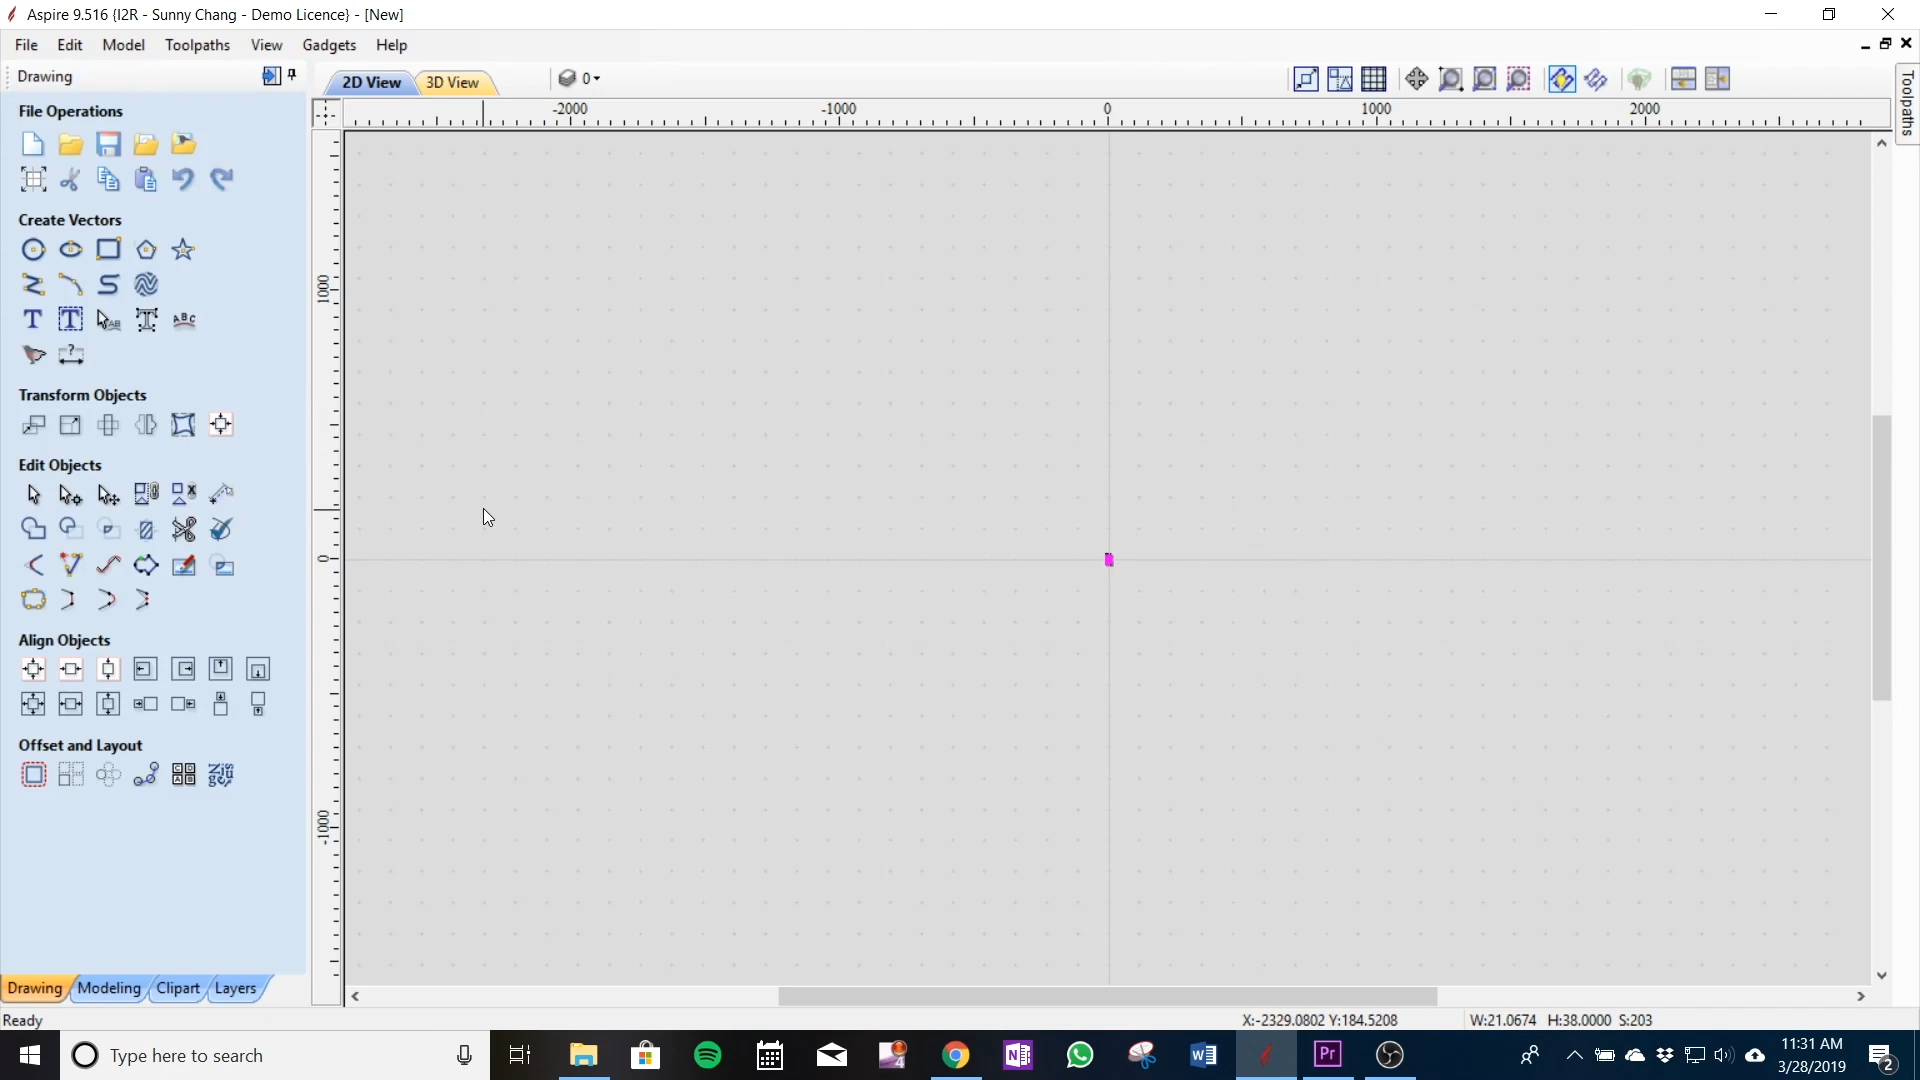 Aspire 9.516 {I2R - Sunny Chang - Demo Licence} - [New]
File Edit Model Toolpaths View Gadgets Help
Drawing
2D View 3D View 0
Toolpaths
-2000 -1000 0 1000 2000
1000
0
-1000
File Operations
Create Vectors
Transform Objects
Edit Objects
Align Objects
Offset and Layout
Drawing Modeling Clipart Layers
Ready
X:-2329.0802 Y:184.5208
W:21.0674 H:38.0000 S:203
Type here to search
11:31 AM
3/28/2019
2